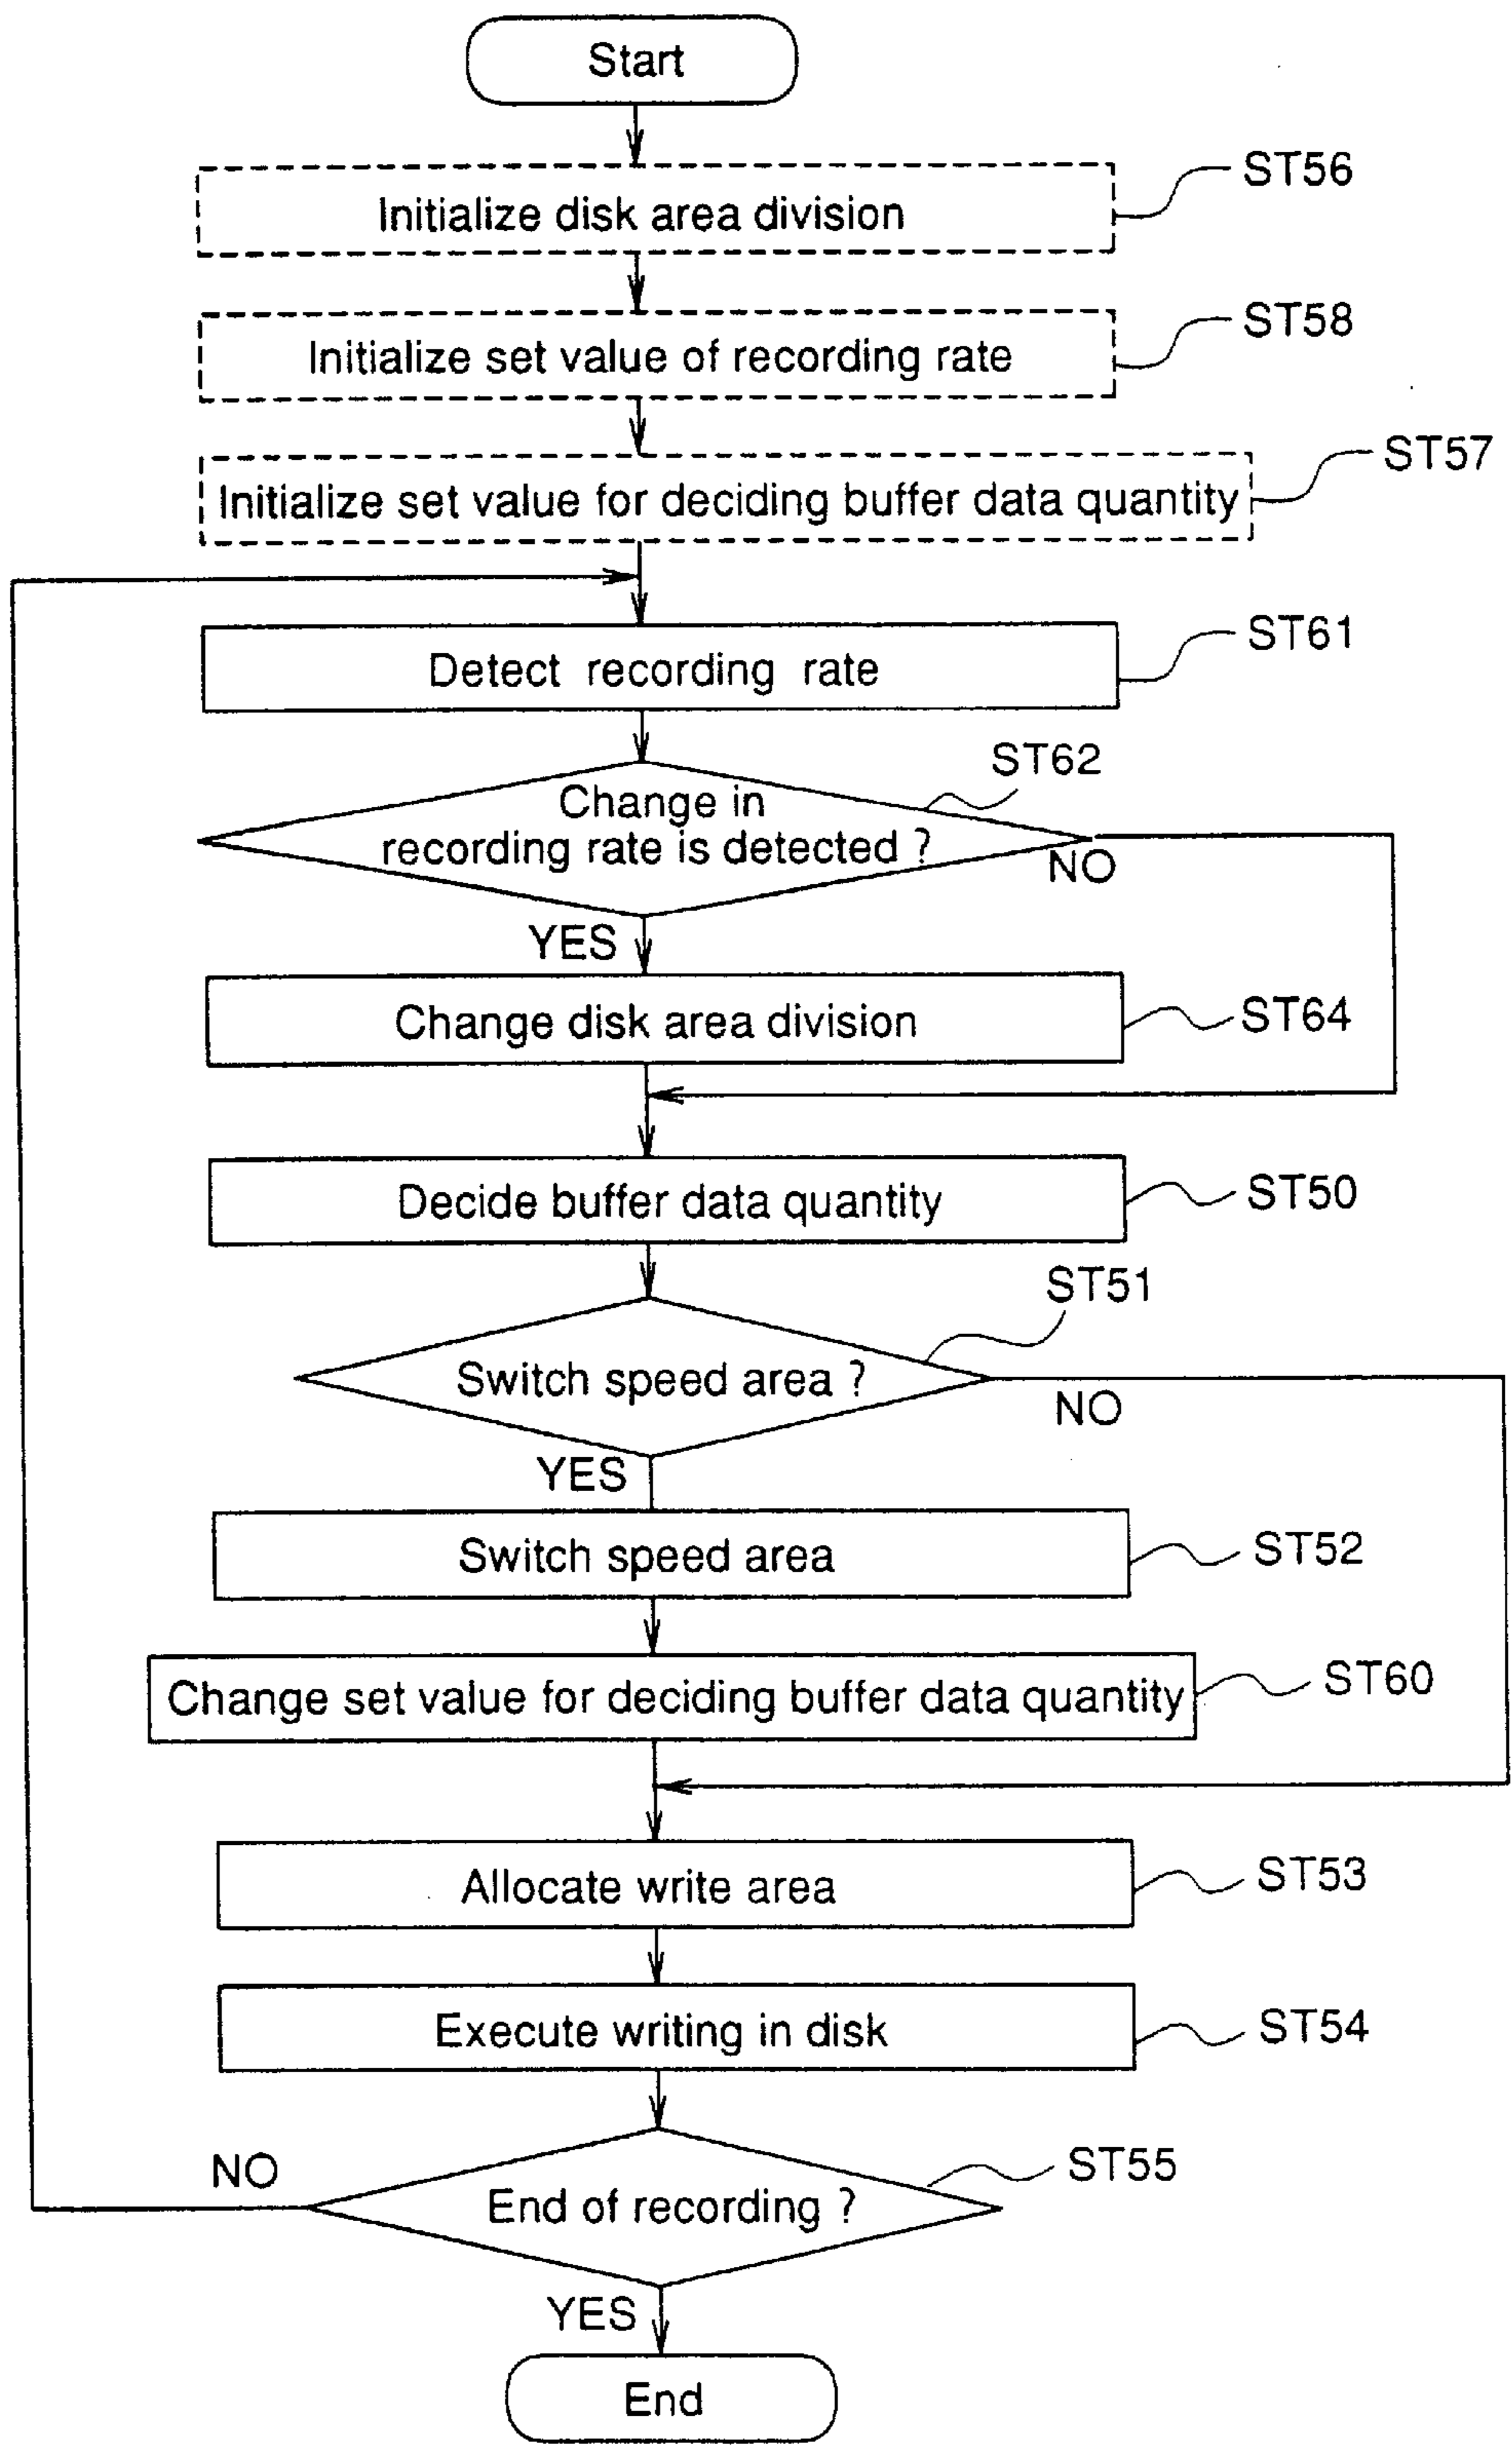 Start
Initialize disk area division
ST56
Initialize set value of recording rate
ST58
Initialize set value for deciding buffer data quantity
ST57
Detect recording rate
ST61
Change in
recording rate is detected ?
ST62
NO
YES
Change disk area division
ST64
Decide buffer data quantity
ST50
Switch speed area ?
ST51
NO
YES
Switch speed area
ST52
Change set value for deciding buffer data quantity
ST60
Allocate write area
ST53
Execute writing in disk
ST54
End of recording ?
ST55
NO
YES
End